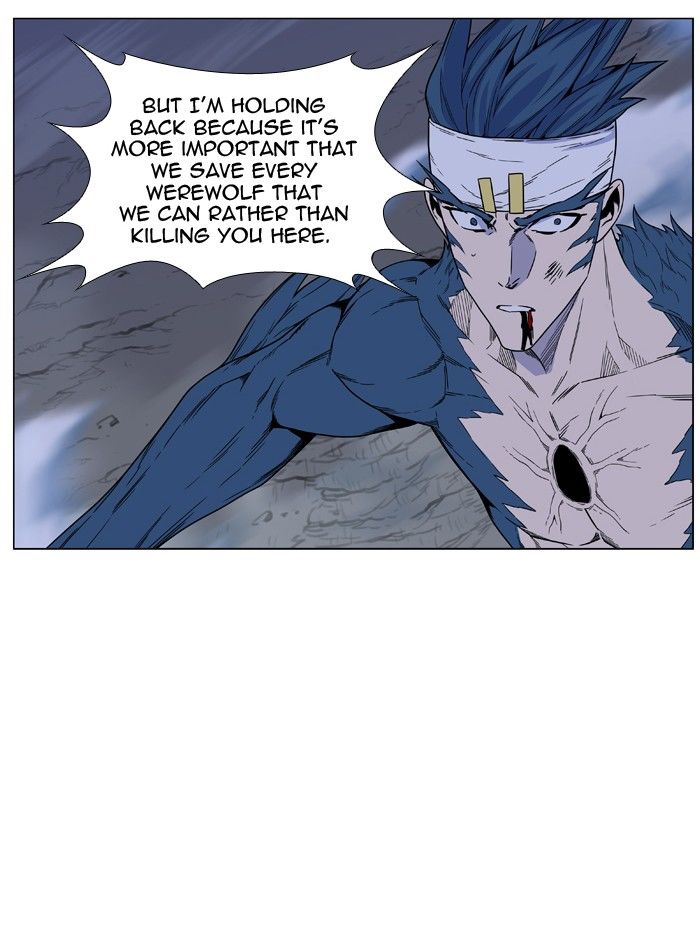 BUT I'M HOLDING
BACK BECAUSE IT'S
MORE IMPORTANT THAT
WE SAVE EVERY
WEREWOLF THAT
WE CAN RATHER THAN
KILLING YOU HERE.